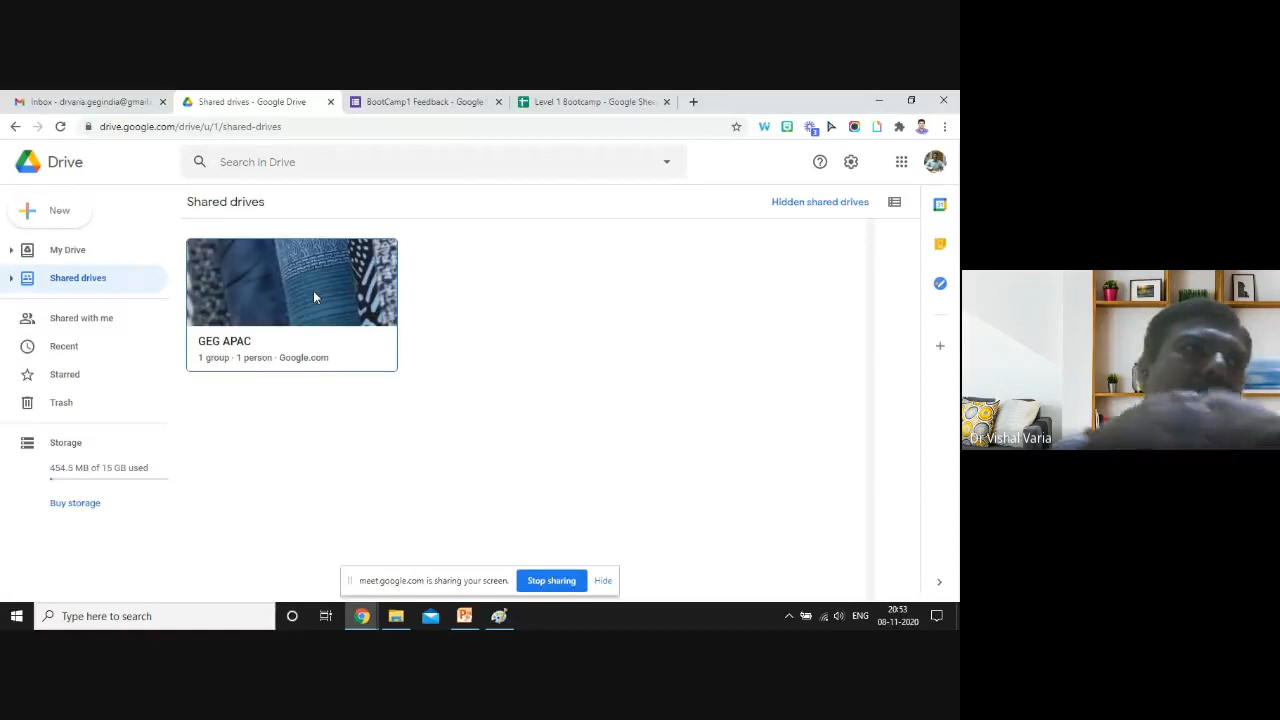 Inbox - drvaria.gegindia@gmail.
Shared drives - Google Drive
BootCamp1 Feedback - Google
Level 1 Bootcamp - Google Shee
drive.google.com/drive/u/1/shared-drives
Drive
Search in Drive
New
Shared drives
Hidden shared drives
31
My Drive
Shared drives
GEG APAC
1 group · 1 person · Google.com
Shared with me
Recent
Starred
Trash
Storage
454.5 MB of 15 GB used
Buy storage
Dr Vishal Varia
meet.google.com is sharing your screen.
Stop sharing
Hide
Type here to search
ENG
20:53
08-11-2020